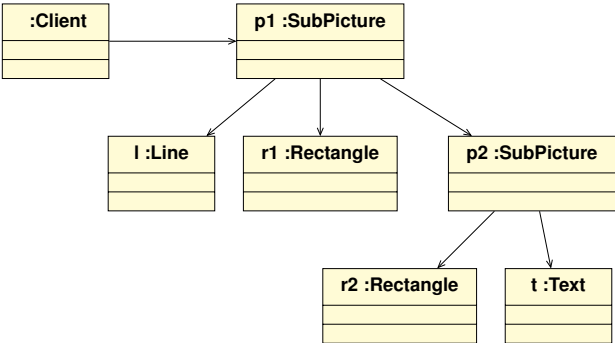 :Client
p1 :SubPicture
l :Line
r1 :Rectangle
p2 :SubPicture
r2 :Rectangle
t :Text